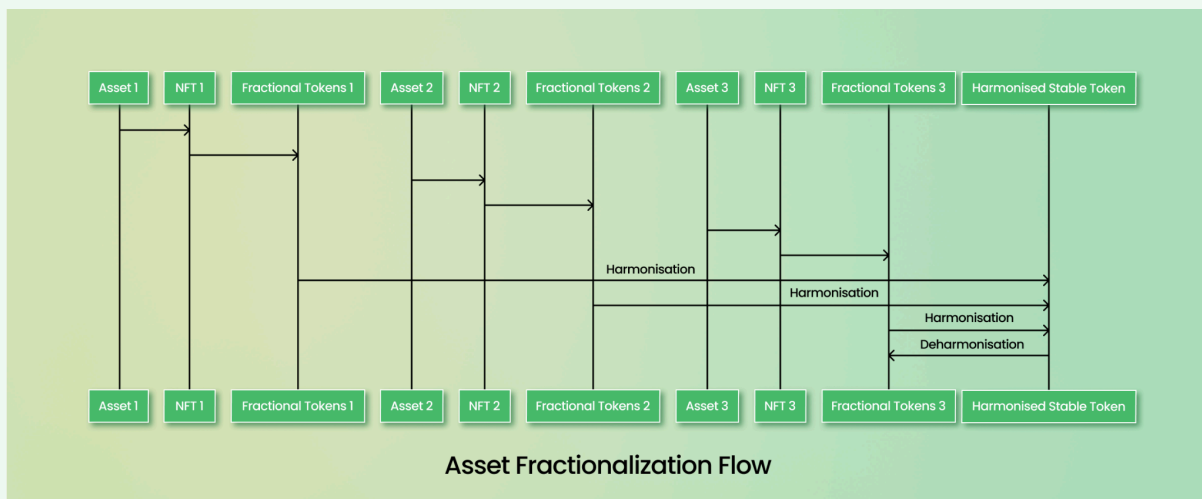 Asset 1
NFT 1
Fractional Tokens 1
Asset 2
NFT 2
Fractional Tokens 2
Asset 3
NFT 3
Fractional Tokens 3
Harmonised Stable Token
Harmonisation
Harmonisation
Harmonisation
Deharmonisation
Asset 1
NFT 1
Fractional Tokens 1
Asset 2
NFT 2
Fractional Tokens 2
Asset 3
NFT 3
Fractional Tokens 3
Harmonised Stable Token
Asset Fractionalization Flow